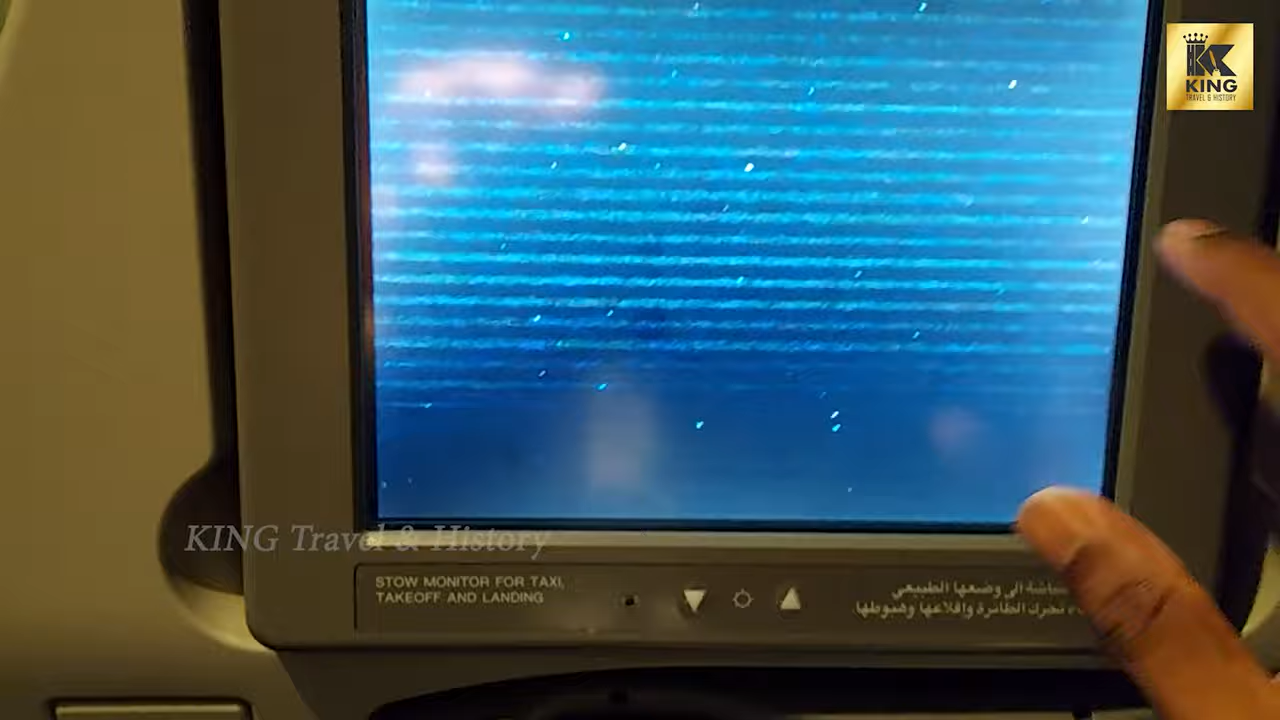 KING
TRAVEL & HISTORY
KING Travel & History
STOW MONITOR FOR TAXI,
TAKEOFF AND LANDING
الى وضعها الطبيعي
تحرك الطائرة واقلاعها وهبوطها